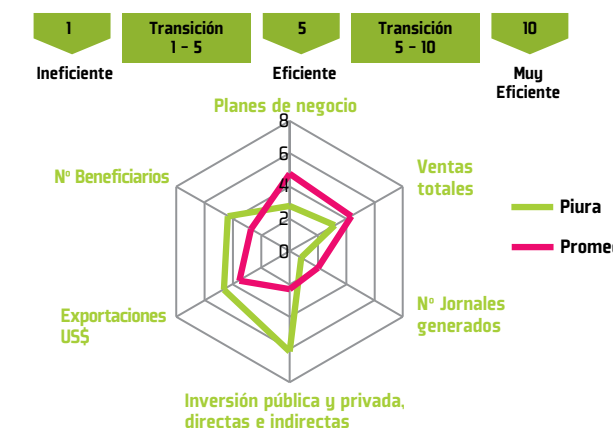 1
Transición
1 – 5
5
Transición
5 – 10
10
Ineficiente
Eficiente
Muy
Eficiente
Planes de negocio
8
6
4
2
0
Nº Beneficiarios
Ventas
totales
Piura
Promed
Exportaciones
US$
Nº Jornales
generados
Inversión pública y privada,
directas e indirectas